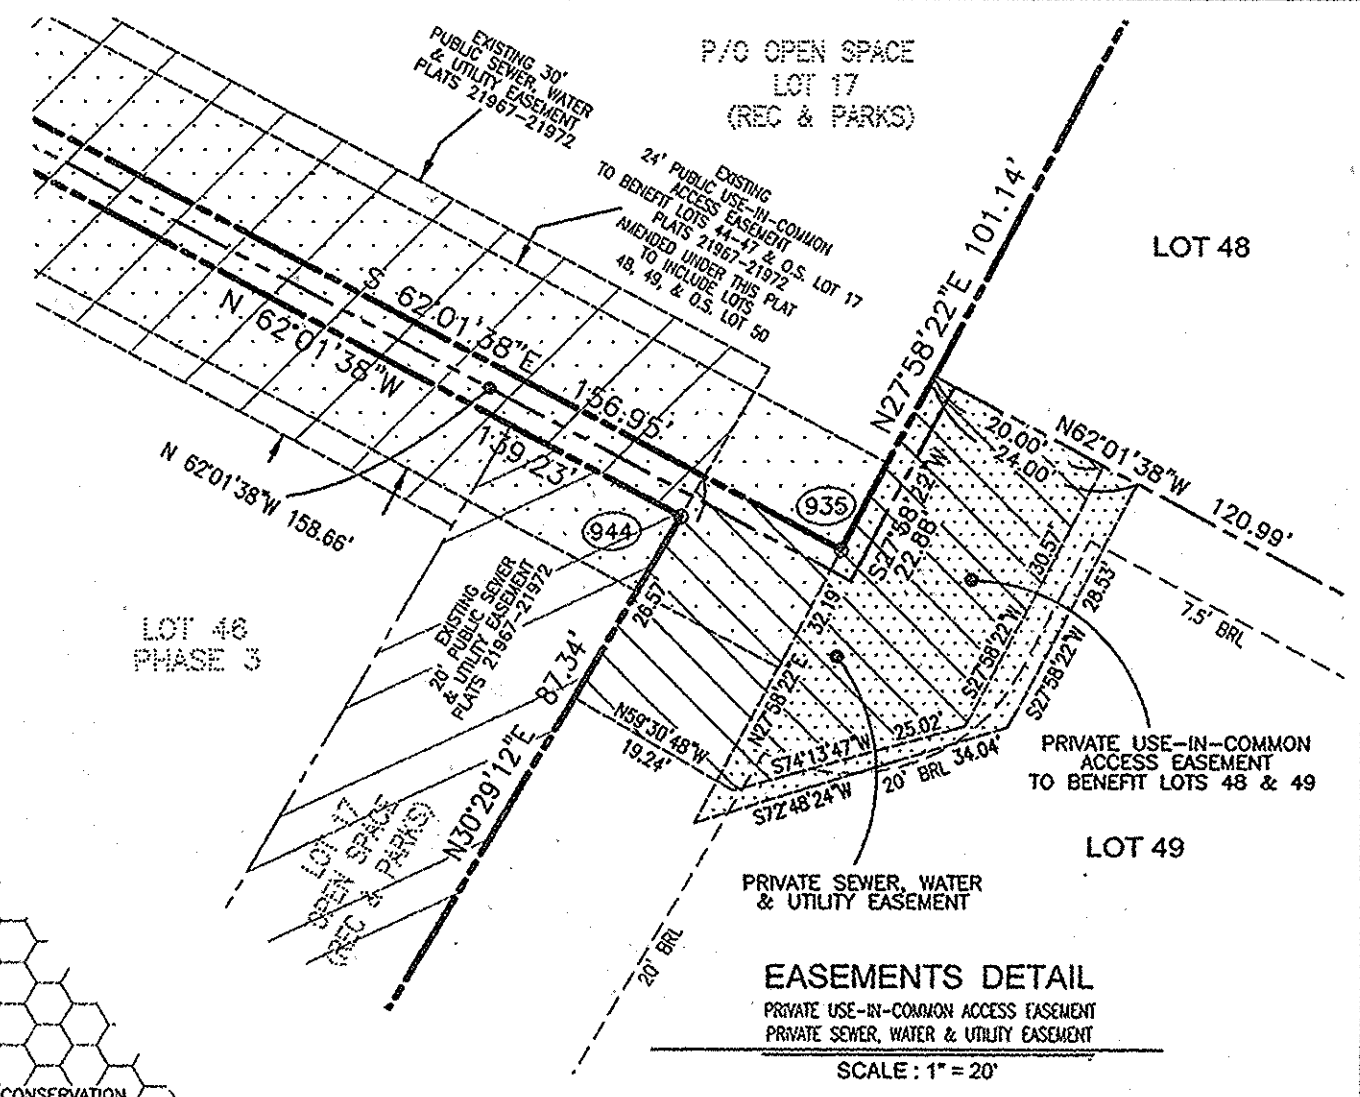 EXISTING 30'
PUBLIC SEWER, WATER
& UTILITY EASEMENT
PLATS 21967-21972
P/O OPEN SPACE
LOT 17
(REC & PARKS)
EXISTING
24' PUBLIC USE-IN-COMMON
ACCESS EASEMENT
TO BENEFIT LOTS 44-47 & O.S. LOT 17
PLATS 21967-21972
AMENDED UNDER THIS PLAT
TO INCLUDE LOTS
48, 49, & O.S. LOT 50
N27°58'22"E 101.14'
LOT 48
S 62°01'38"E 156.95'
N 62°01'38"W 139.23'
N 62°01'38"W 158.66'
944
935
S27°58'22"W
22.88'
20.00'
24.00'
N62°01'38"W 120.99'
7.5' BRL
EXISTING
20' PUBLIC SEWER
& UTILITY EASEMENT
PLATS 21967-21972
LOT 46
PHASE 3
26.57'
N27°58'22"E 32.19'
S27°58'22"W 30.57'
S27°58'22"W 28.53'
N59°30'48"W
19.24'
S74°13'47"W 25.02'
S72°48'24"W 34.04'
20' BRL
N30°29'12"E 87.34'
LOT 17
OPEN SPACE
(REC & PARKS)
PRIVATE USE-IN-COMMON
ACCESS EASEMENT
TO BENEFIT LOTS 48 & 49
LOT 49
PRIVATE SEWER, WATER
& UTILITY EASEMENT
20' BRL
EASEMENTS DETAIL
PRIVATE USE-IN-COMMON ACCESS EASEMENT
PRIVATE SEWER, WATER & UTILITY EASEMENT
SCALE : 1" = 20'
CONSERVATION